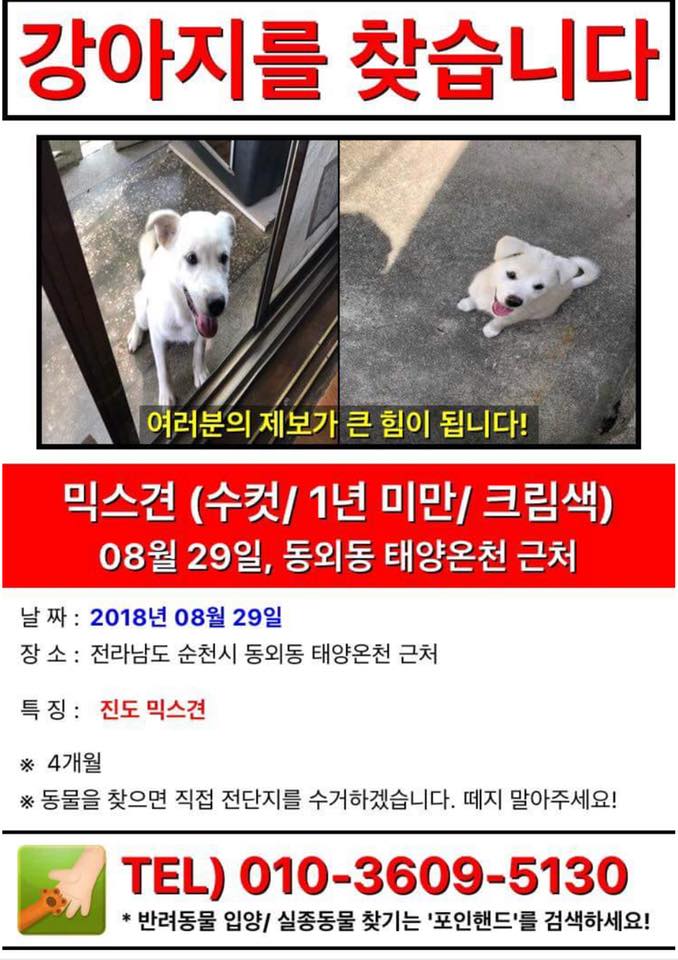 강아지를 찾습니다
여러분의 제보가 큰 힘이 됩니다!
믹스견 (수컷/ 1년 미만/ 크림색)
08월 29일, 동외동 태양온천 근처
날 짜 : 2018년 08월 29일
장 소 : 전라남도 순천시 동외동 태양온천 근처
특 징 : 진도 믹스견
※ 4개월
※ 동물을 찾으면 직접 전단지를 수거하겠습니다. 떼지 말아주세요!
TEL) 010-3609-5130
* 반려동물 입양/ 실종동물 찾기는 '포인핸드'를 검색하세요!